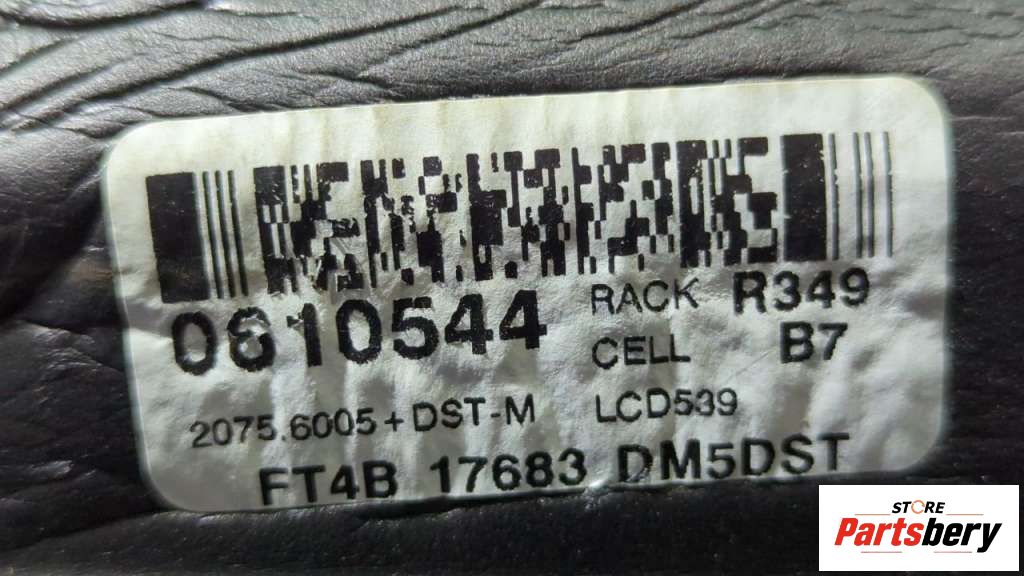 0610544 RACK R349
CELL B7
2075.6005+DST-M LCD539
FT4B 17683 DM5DST
STORE
Partsbery